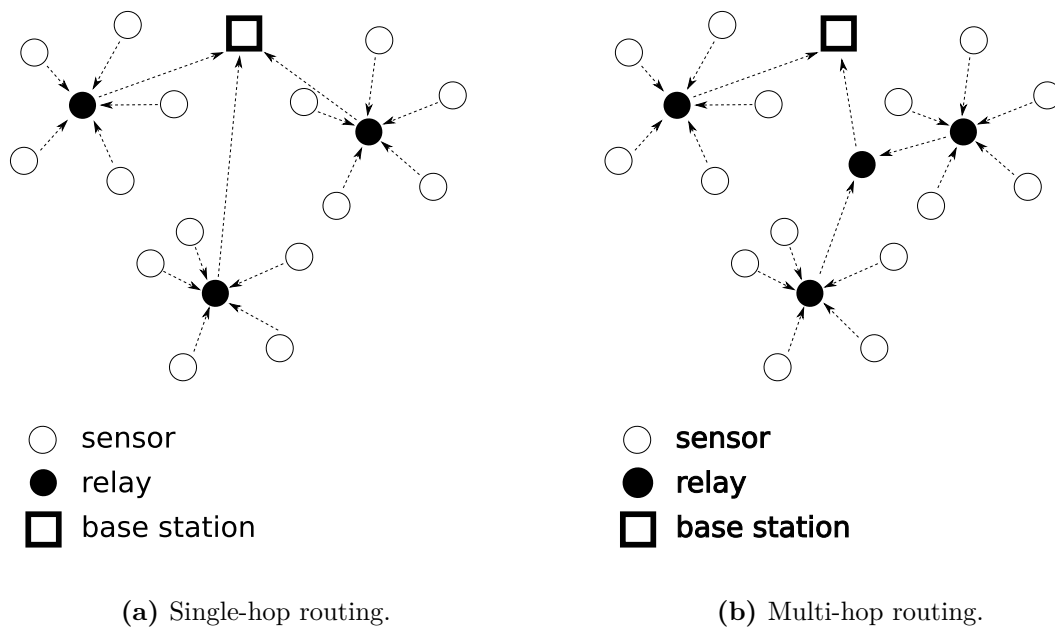 sensor
relay
base station
(a) Single-hop routing.
sensor
relay
base station
(b) Multi-hop routing.